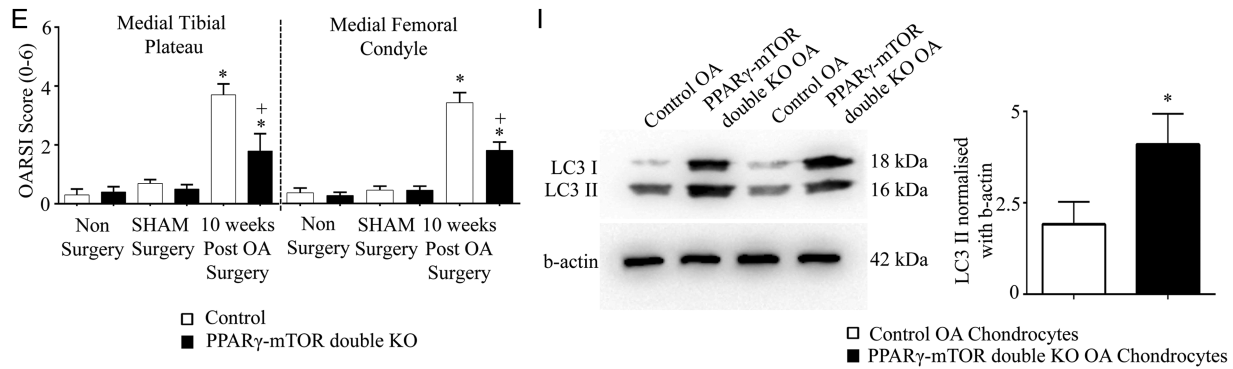 E
Medial Tibial
Plateau
Medial Femoral
Condyle
OARSI Score (0-6)
6
4
2
0
*
+
*
*
+
*
Non
Surgery
SHAM
Surgery
10 weeks
Post OA
Surgery
Non
Surgery
SHAM
Surgery
10 weeks
Post OA
Surgery
Control
PPARγ-mTOR double KO
I
Control OA
PPARγ-mTOR
double KO OA
Control OA
PPARγ-mTOR
double KO OA
LC3 I
18 kDa
LC3 II
16 kDa
b-actin
42 kDa
LC3 II normalised
with b-actin
5
2.5
0
*
Control OA Chondrocytes
PPARγ-mTOR double KO OA Chondrocytes